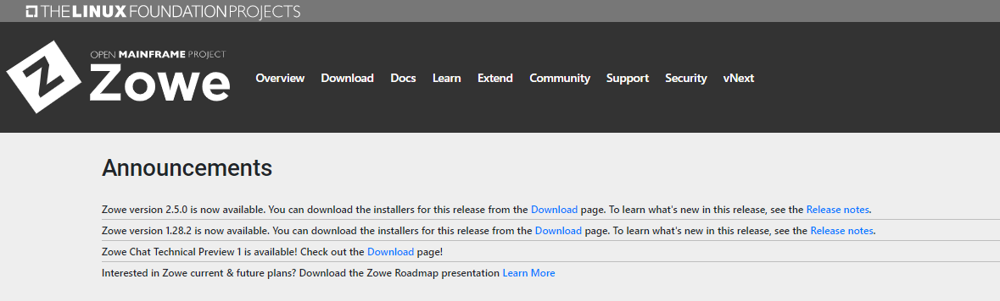 THE LINUX FOUNDATION PROJECTS
OPEN MAINFRAME PROJECT
Zowe
Overview Download Docs Learn Extend Community Support Security vNext
Announcements
Zowe version 2.5.0 is now available. You can download the installers for this release from the Download page. To learn what's new in this release, see the Release notes.
Zowe version 1.28.2 is now available. You can download the installers for this release from the Download page. To learn what's new in this release, see the Release notes.
Zowe Chat Technical Preview 1 is available! Check out the Download page!
Interested in Zowe current & future plans? Download the Zowe Roadmap presentation Learn More